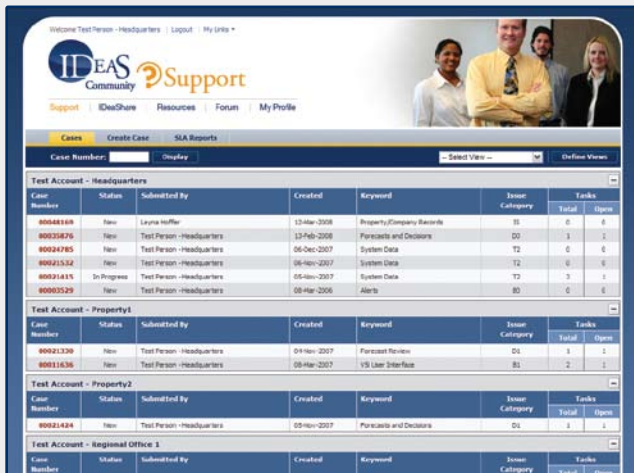 Welcome Test Person - Headquarters | Logout | My Links
IDEAS
Community
Support
Support | IDeaShare Resources Forum My Profile
Cases Create Case SLA Reports
Case Number: Display -- Select View -- Define Views
Test Account - Headquarters
Case Number Status Submitted By Created Keyword Issue Category Tasks Total Open
00048160 New Leyna Hoffer 12-Mar-2008 Property/Company Records 0 0
00035876 New Test Person - Headquarters 13-Feb-2008 Forecasts and Decisions D3 1 1
00024785 New Test Person - Headquarters 06-Dec-2007 System Data T2 0 0
00021532 New Test Person - Headquarters 06-Nov-2007 System Data T2 0 0
00021415 In Progress Test Person - Headquarters 05-Nov-2007 System Data T2 3 1
00003529 New Test Person - Headquarters 08-Mar-2006 Alerts B3 0 0
Test Account - Property1
Case Number Status Submitted By Created Keyword Issue Category Tasks Total Open
00021330 New Test Person - Headquarters 04-Nov-2007 Forecast Review D1 1 1
00011636 New Test Person - Headquarters 08-Mar-2007 V5i User Interface B1 2 1
Test Account - Property2
Case Number Status Submitted By Created Keyword Issue Category Tasks Total Open
00021424 New Test Person - Headquarters 05-Nov-2007 Forecasts and Decisions D1 1 1
Test Account - Regional Office 1
Case Number Status Submitted By Created Keyword Issue Category Tasks Total Open